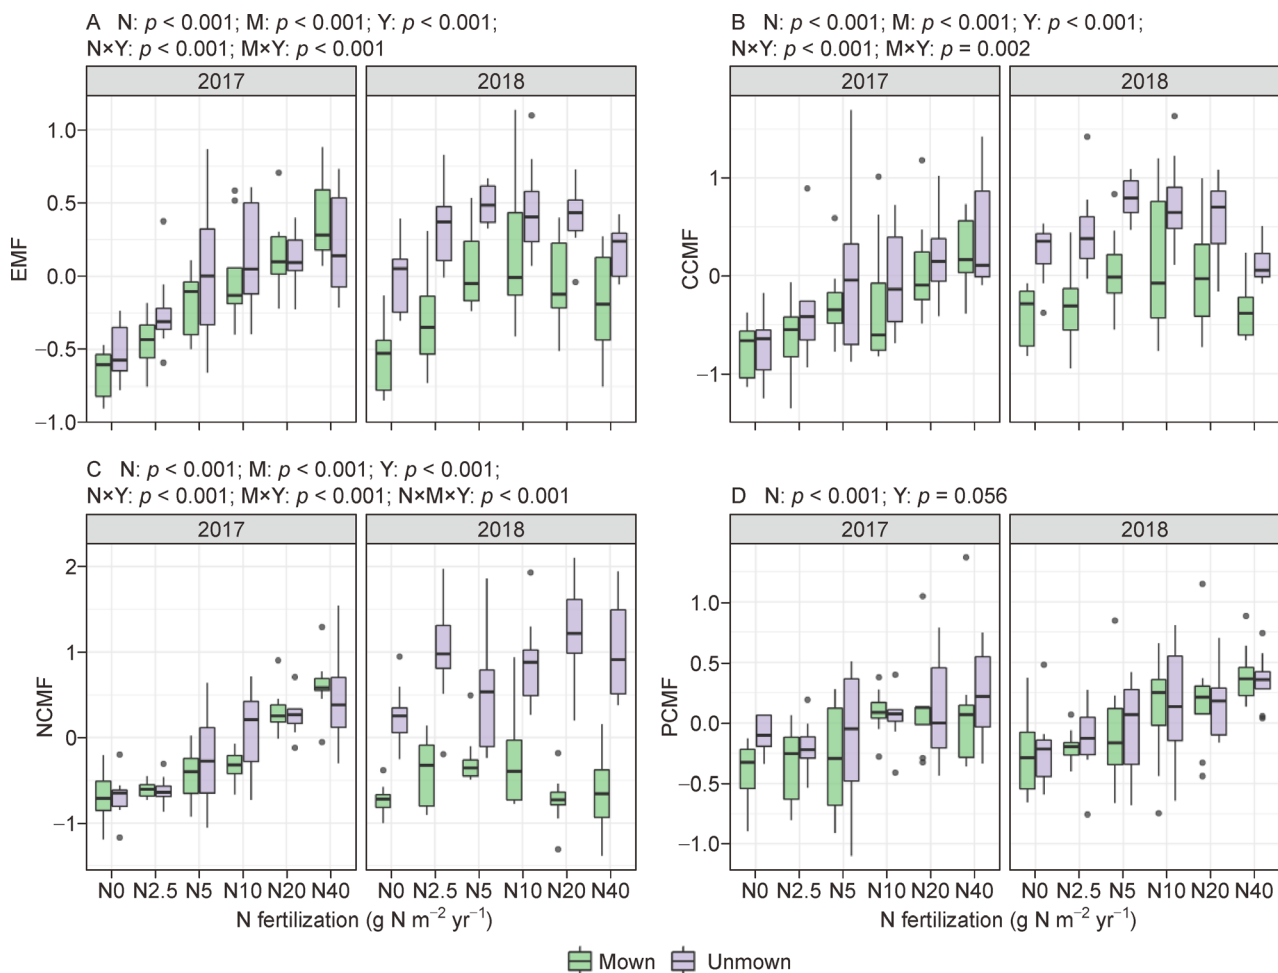 A N: p < 0.001; M: p < 0.001; Y: p < 0.001;
N×Y: p < 0.001; M×Y: p < 0.001
2017
2018
EMF
1.0
0.5
0.0
−0.5
−1.0
B N: p < 0.001; M: p < 0.001; Y: p < 0.001;
N×Y: p < 0.001; M×Y: p = 0.002
2017
2018
CCMF
1
0
−1
C N: p < 0.001; M: p < 0.001; Y: p < 0.001;
N×Y: p < 0.001; M×Y: p < 0.001; N×M×Y: p < 0.001
2017
2018
NCMF
2
1
0
−1
N0 N2.5 N5 N10 N20 N40
N0 N2.5 N5 N10 N20 N40
N fertilization (g N m⁻² yr⁻¹)
D N: p < 0.001; Y: p = 0.056
2017
2018
PCMF
1.0
0.5
0.0
−0.5
−1.0
N0 N2.5 N5 N10 N20 N40
N0 N2.5 N5 N10 N20 N40
N fertilization (g N m⁻² yr⁻¹)
Mown Unmown